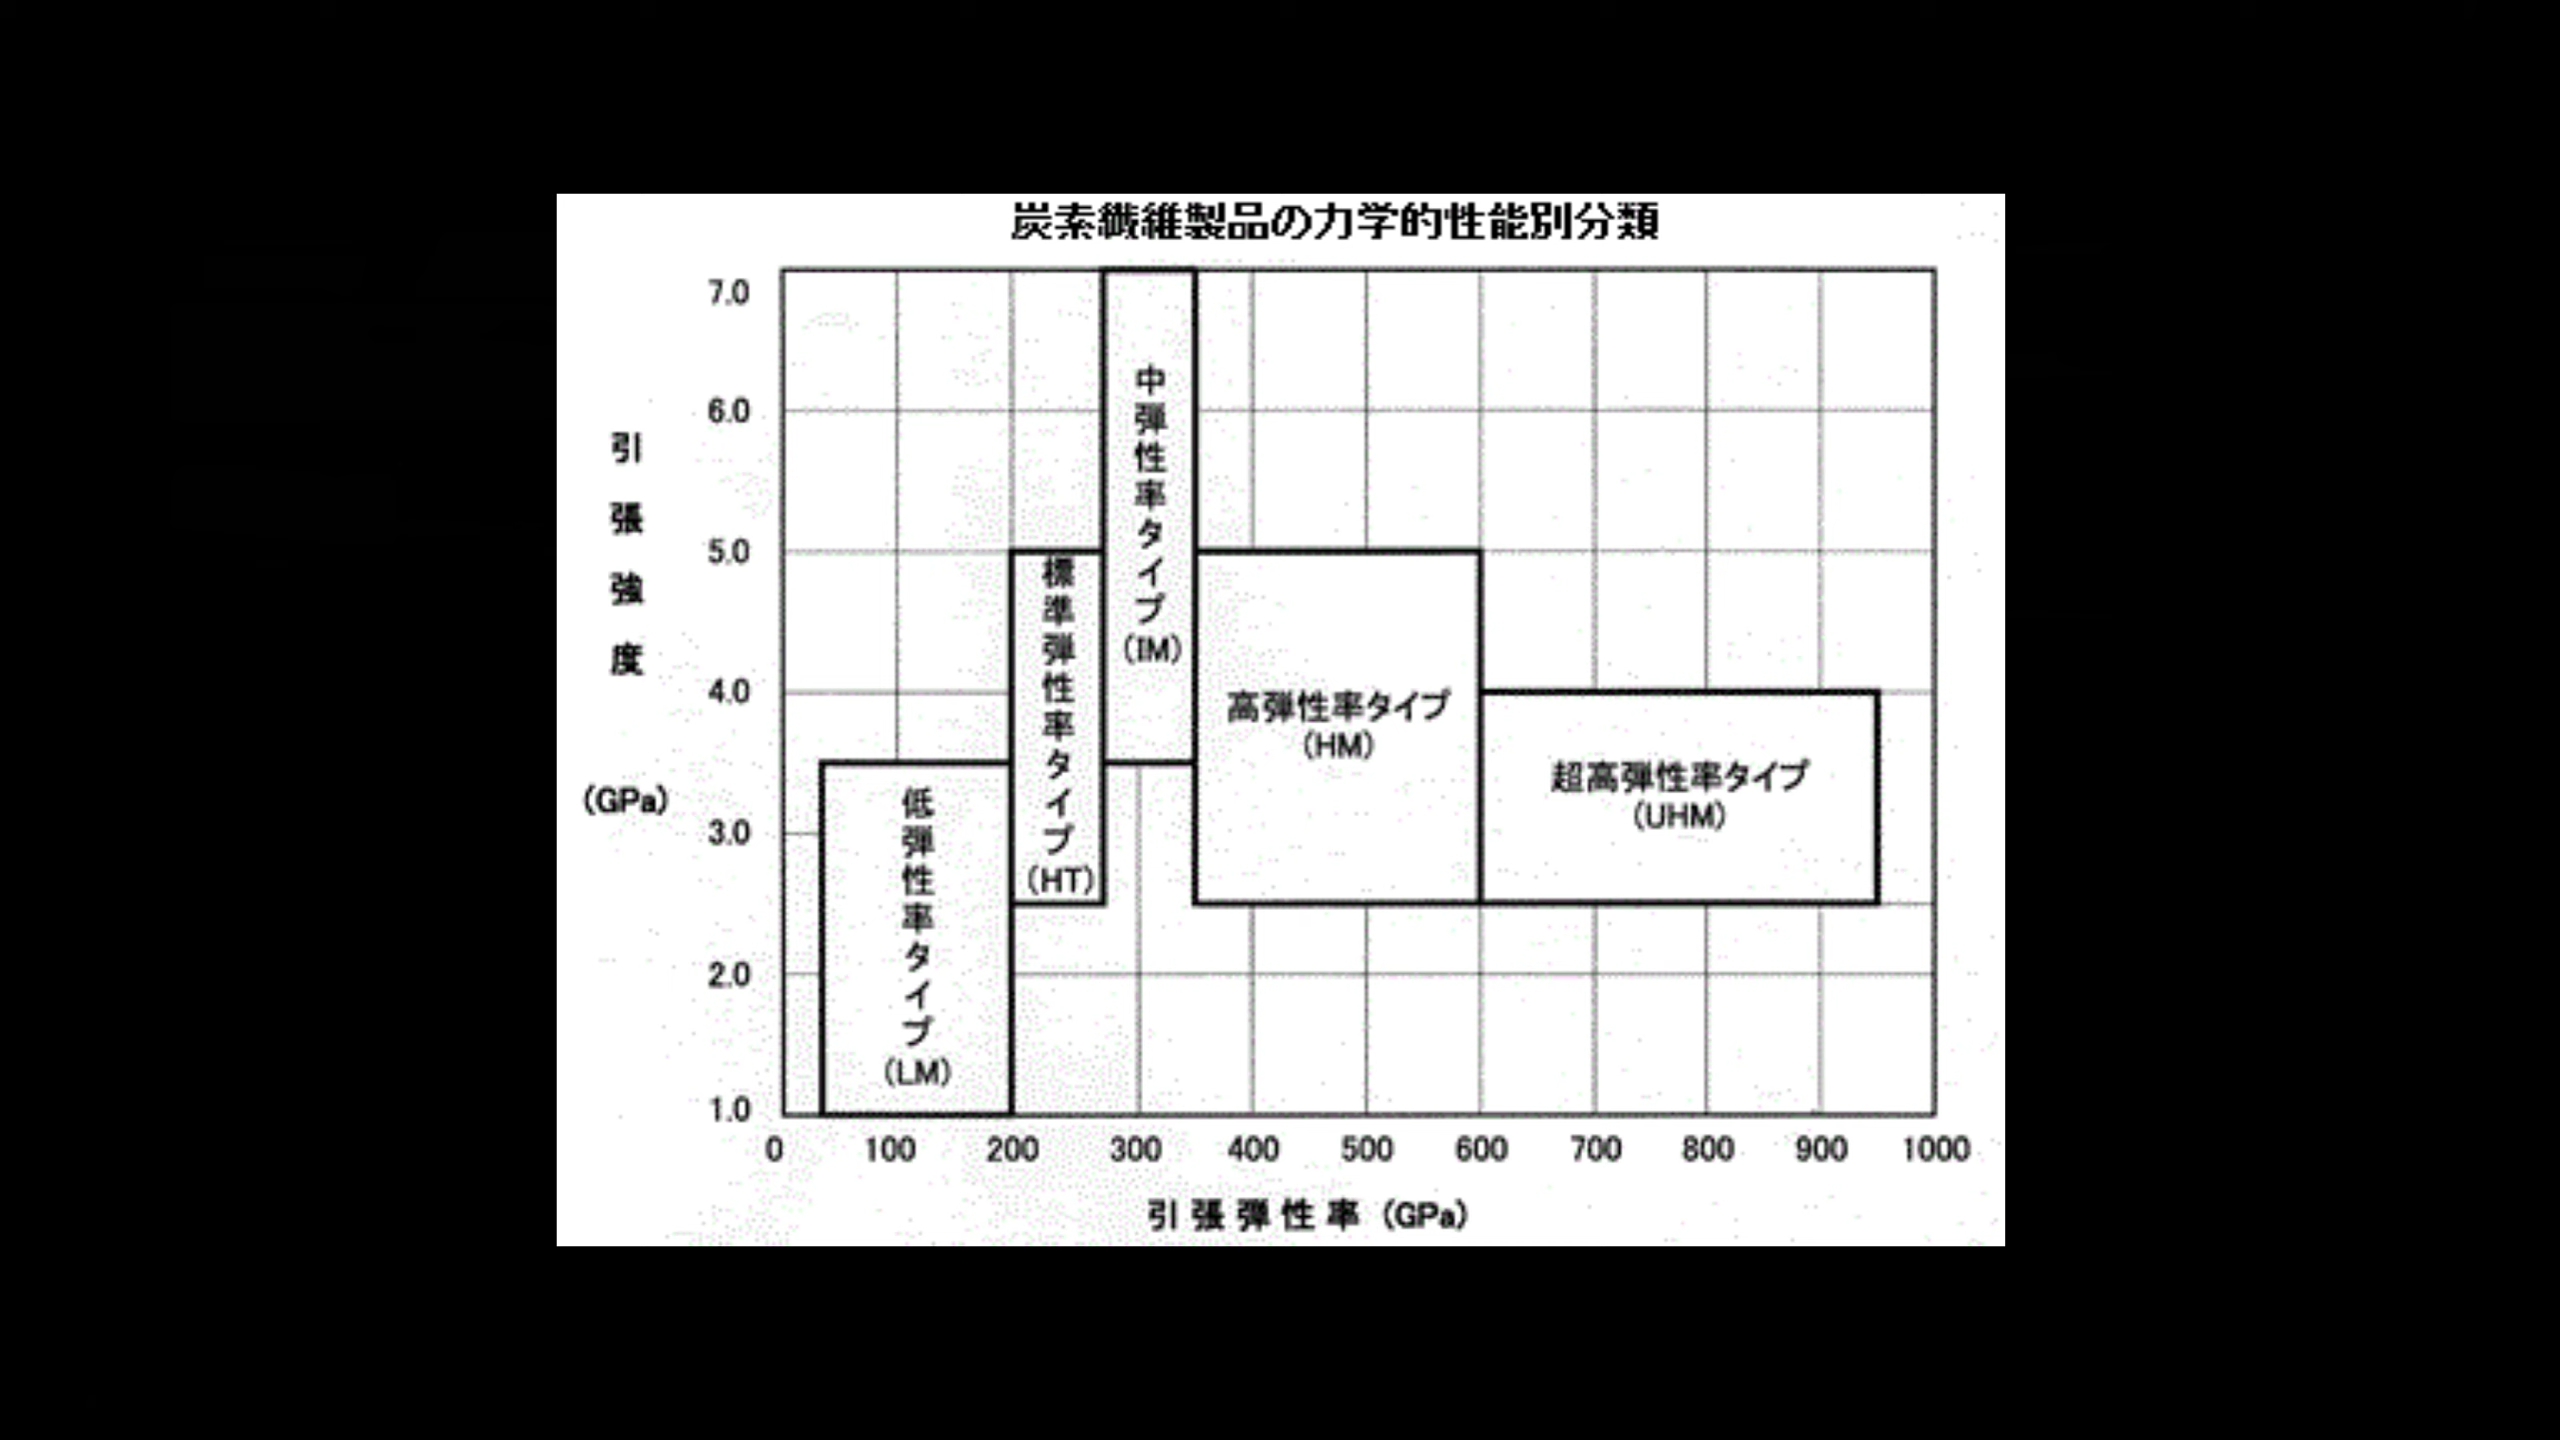 炭素繊維製品の力学的性能別分類
7.0
6.0
5.0
4.0
3.0
2.0
1.0
引張強度
(GPa)
低弾性率タイプ
(LM)
標準弾性率タイプ
(HT)
中弾性率タイプ
(IM)
高弾性率タイプ
(HM)
超高弾性率タイプ
(UHM)
0 100 200 300 400 500 600 700 800 900 1000
引張弾性率 (GPa)